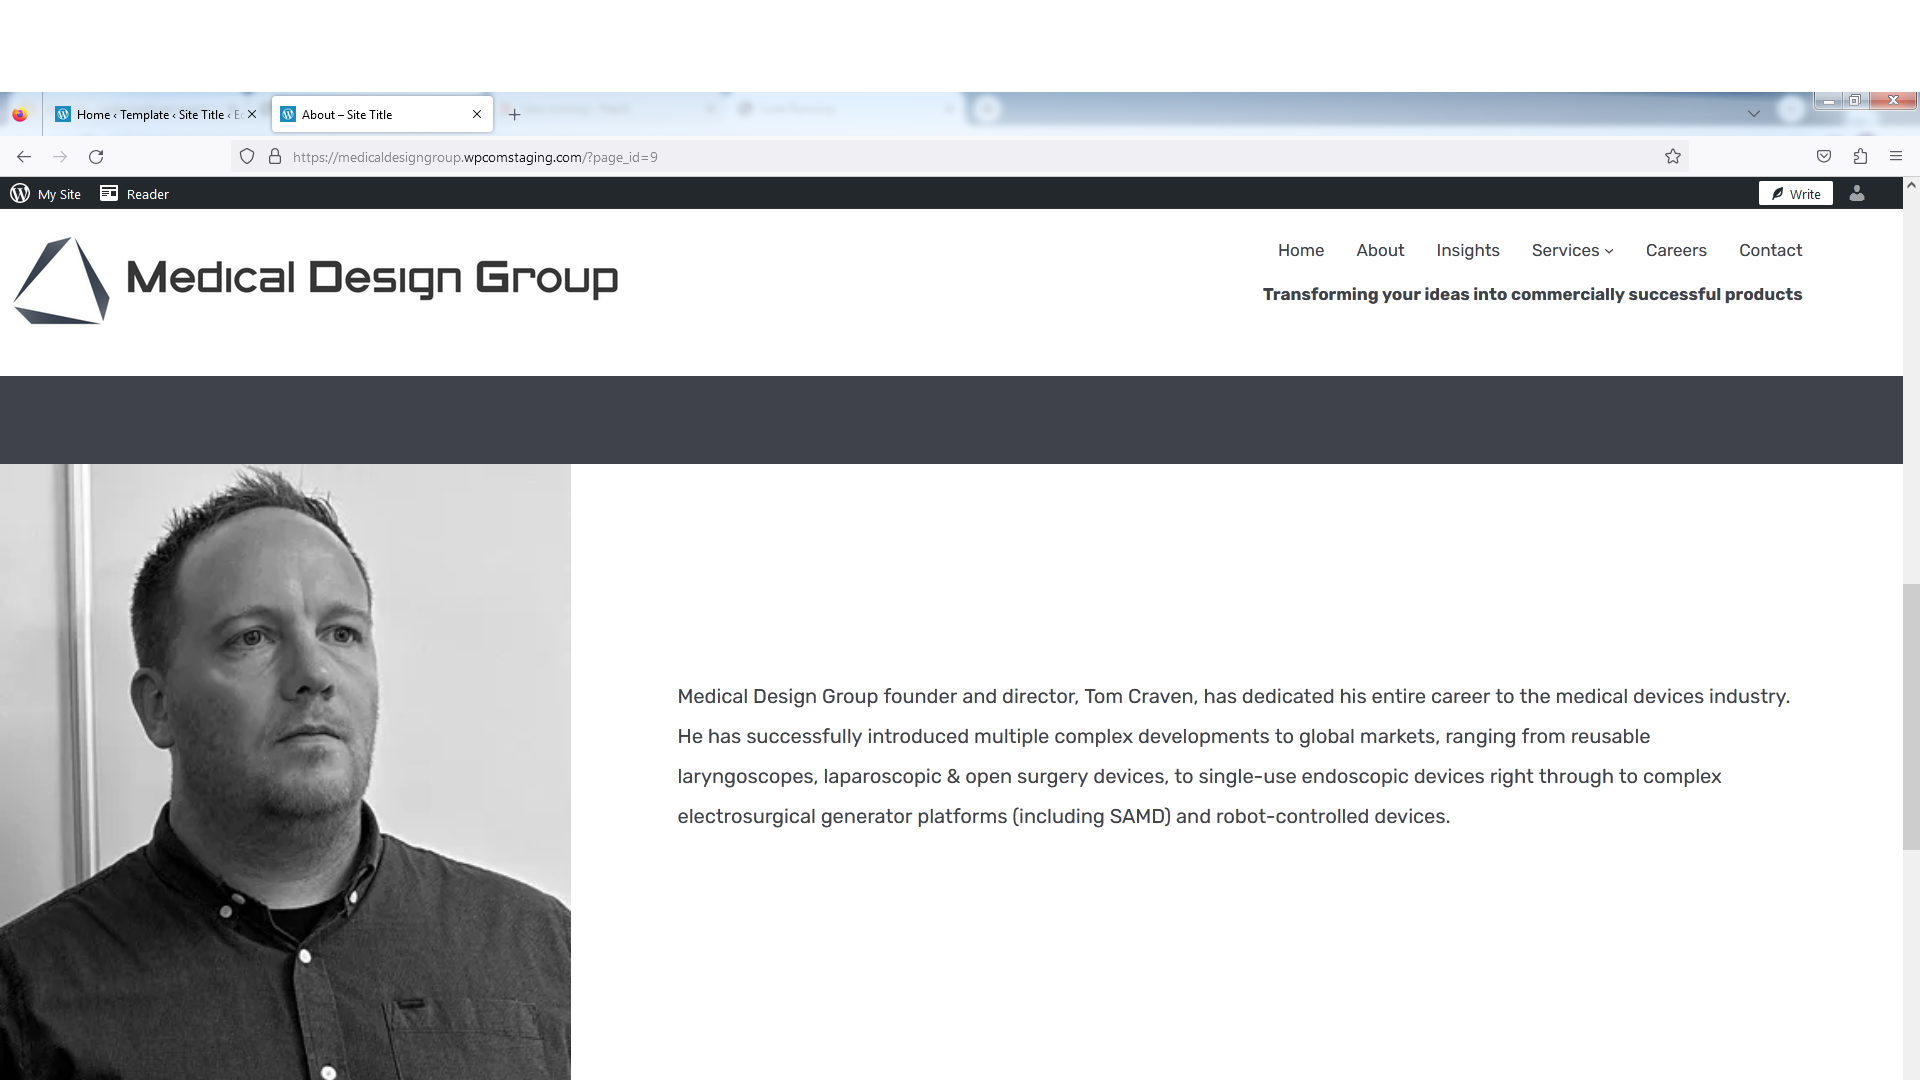 Home ‹ Template ‹ Site Title ‹ E
About – Site Title
https://medicaldesigngroup.wpcomstaging.com/?page_id=9
My Site
Reader
Write
Medical Design Group
Home
About
Insights
Services
Careers
Contact
Transforming your ideas into commercially successful products
Medical Design Group founder and director, Tom Craven, has dedicated his entire career to the medical devices industry.
He has successfully introduced multiple complex developments to global markets, ranging from reusable
laryngoscopes, laparoscopic & open surgery devices, to single-use endoscopic devices right through to complex
electrosurgical generator platforms (including SAMD) and robot-controlled devices.